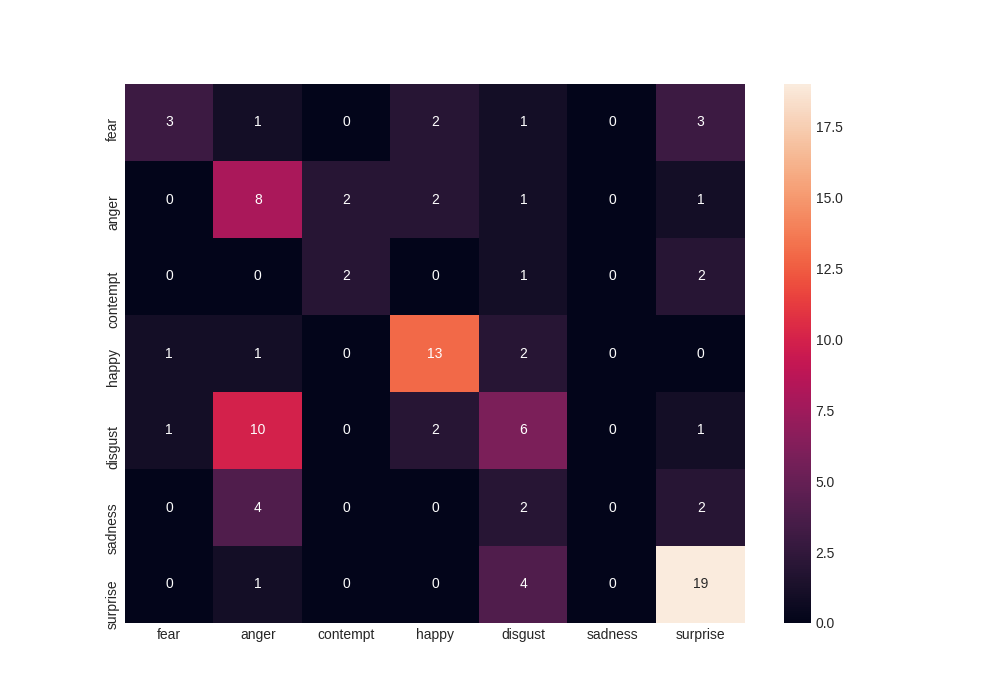 fear 3 1 0 2 1 0 3
anger 0 8 2 2 1 0 1
contempt 0 0 2 0 1 0 2
happy 1 1 0 13 2 0 0
disgust 1 10 0 2 6 0 1
sadness 0 4 0 0 2 0 2
surprise 0 1 0 0 4 0 19
fear anger contempt happy disgust sadness surprise
17.5
15.0
12.5
10.0
7.5
5.0
2.5
0.0